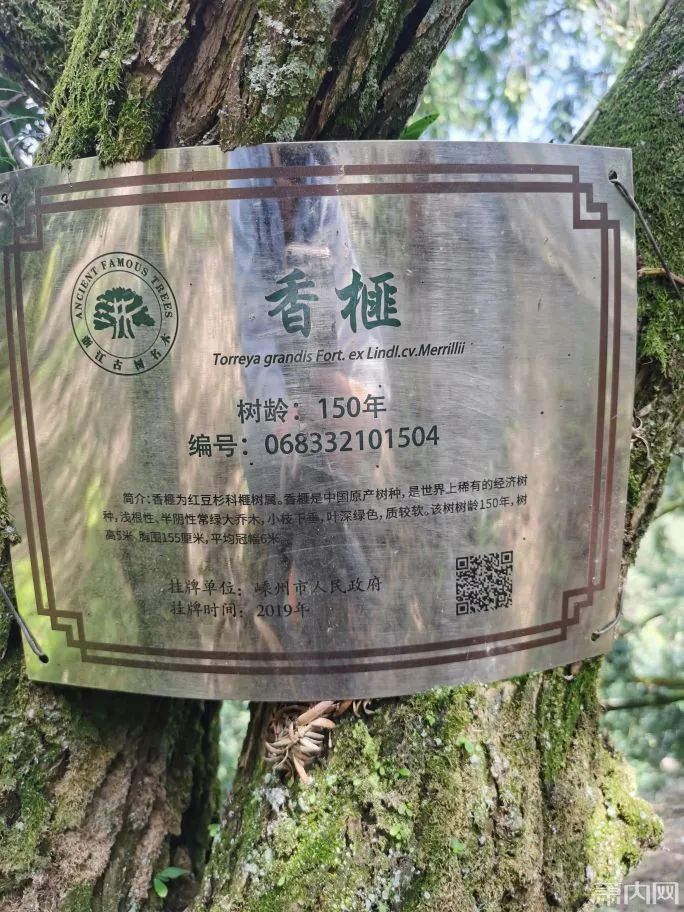 ANCIENT FAMOUS TREES
浙江古树名木
香榧
Torreya grandis Fort. ex Lindl.cv.Merrillii
树龄：150年
编号：068332101504
简介：香榧为红豆杉科榧树属。香榧是中国原产树种，是世界上稀有的经济树
种，浅根性、半阴性常绿大乔木，小枝下垂，叶深绿色，质较软。该树树龄150年，树
高5米，胸围155厘米，平均冠幅6米。
挂牌单位：嵊州市人民政府
挂牌时间：2019年
萧内网